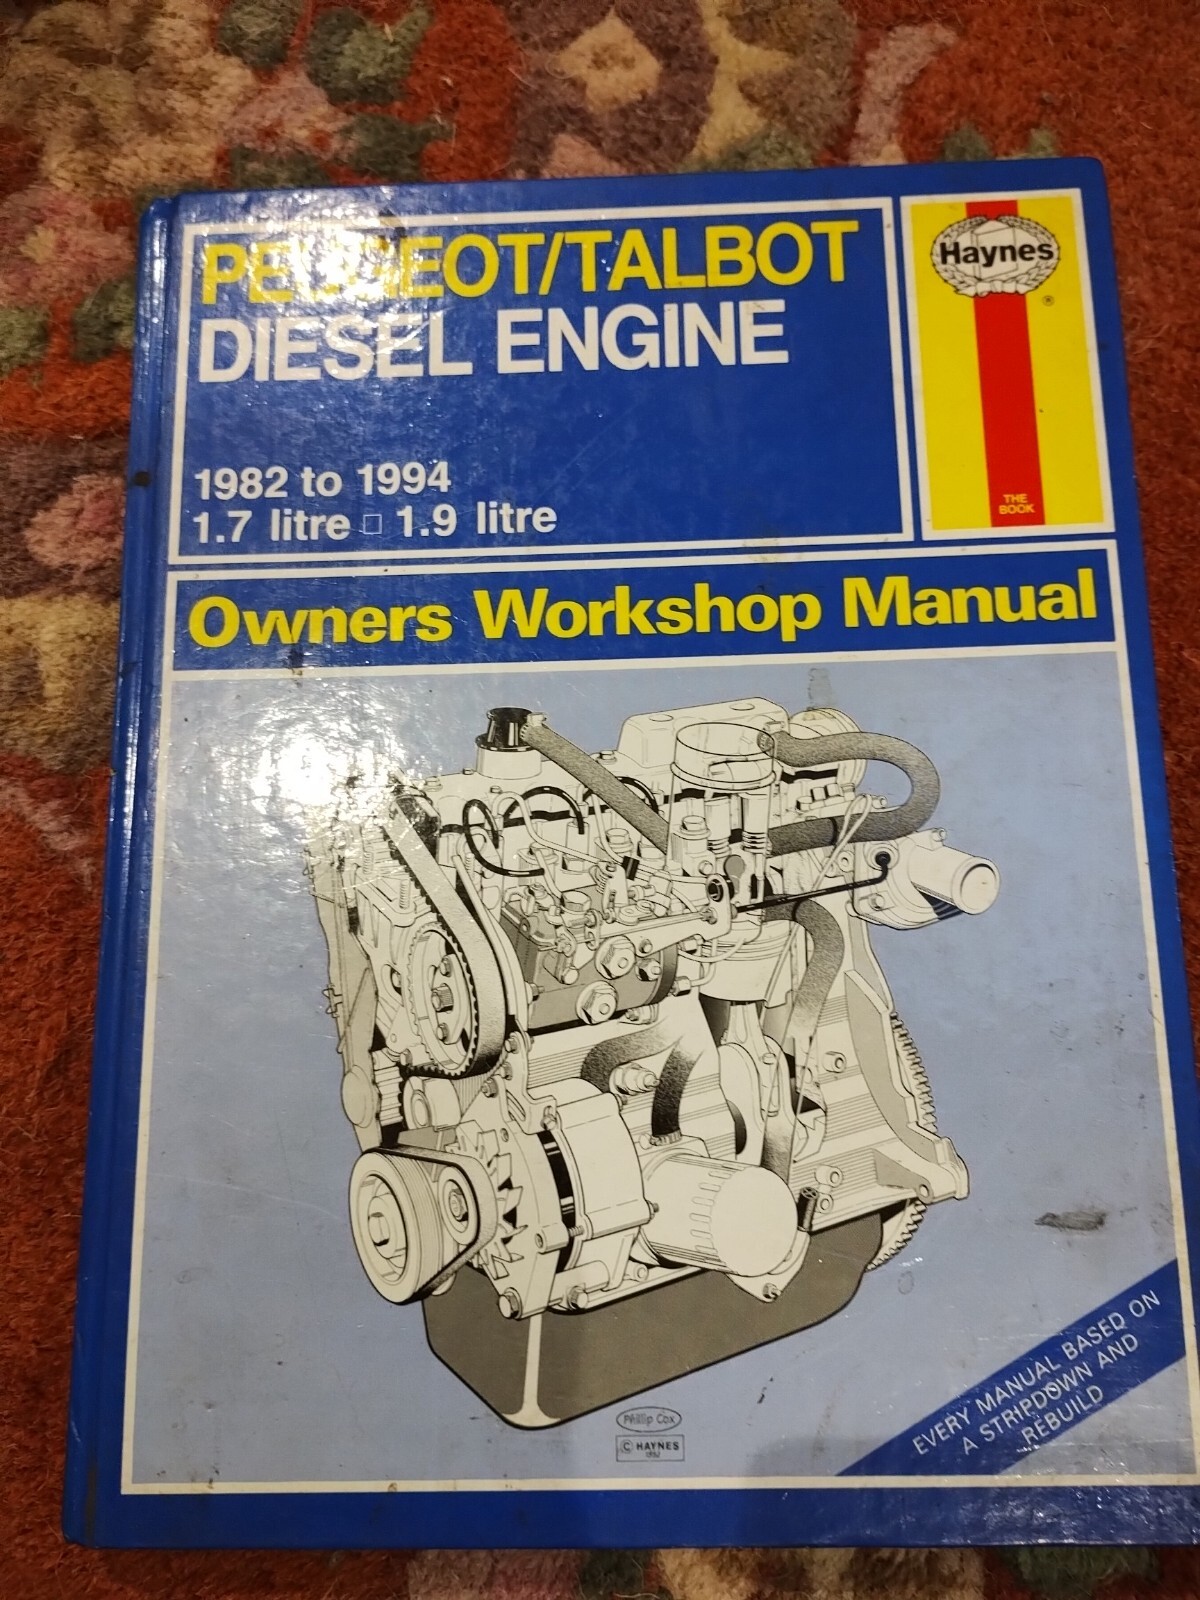 PEUGEOT/TALBOT
DIESEL ENGINE
1982 to 1994
1.7 litre □ 1.9 litre
Haynes
®
THE
BOOK
Owners Workshop Manual
Phillip Cox
© HAYNES
EVERY MANUAL BASED ON
A STRIPDOWN AND
REBUILD